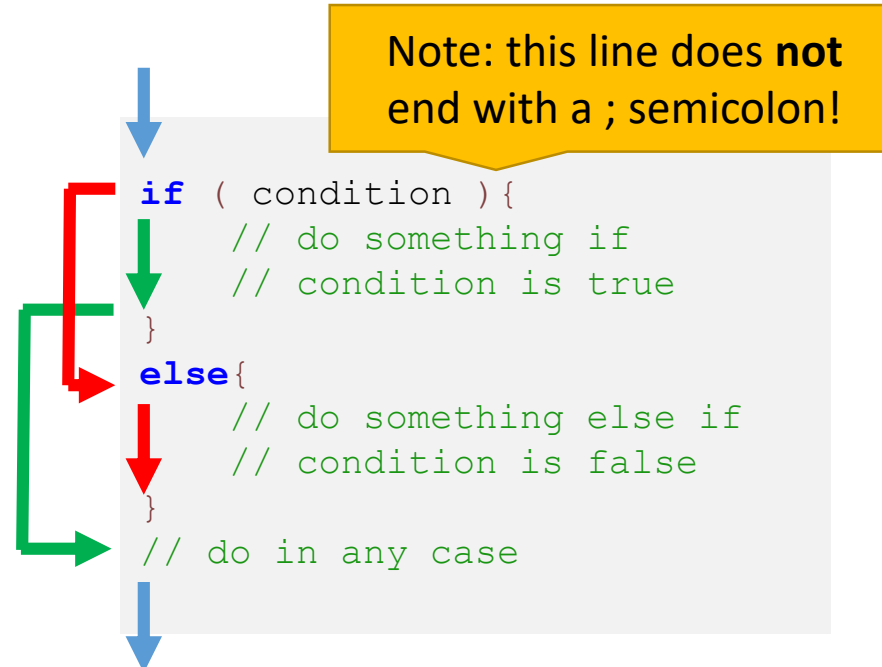 Note: this line does not
end with a ; semicolon!
if ( condition ){
// do something if
// condition is true
}
else{
// do something else if
// condition is false
}
// do in any case